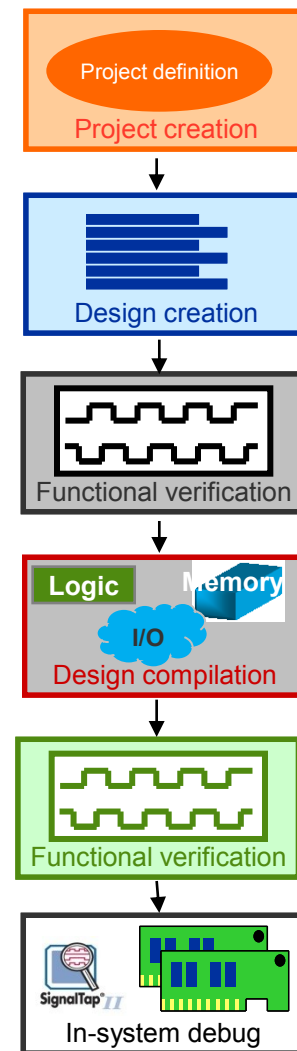 Project definition
Project creation
Design creation
Functional verification
Logic
Memory
I/O
Design compilation
Functional verification
SignalTap® II
In-system debug